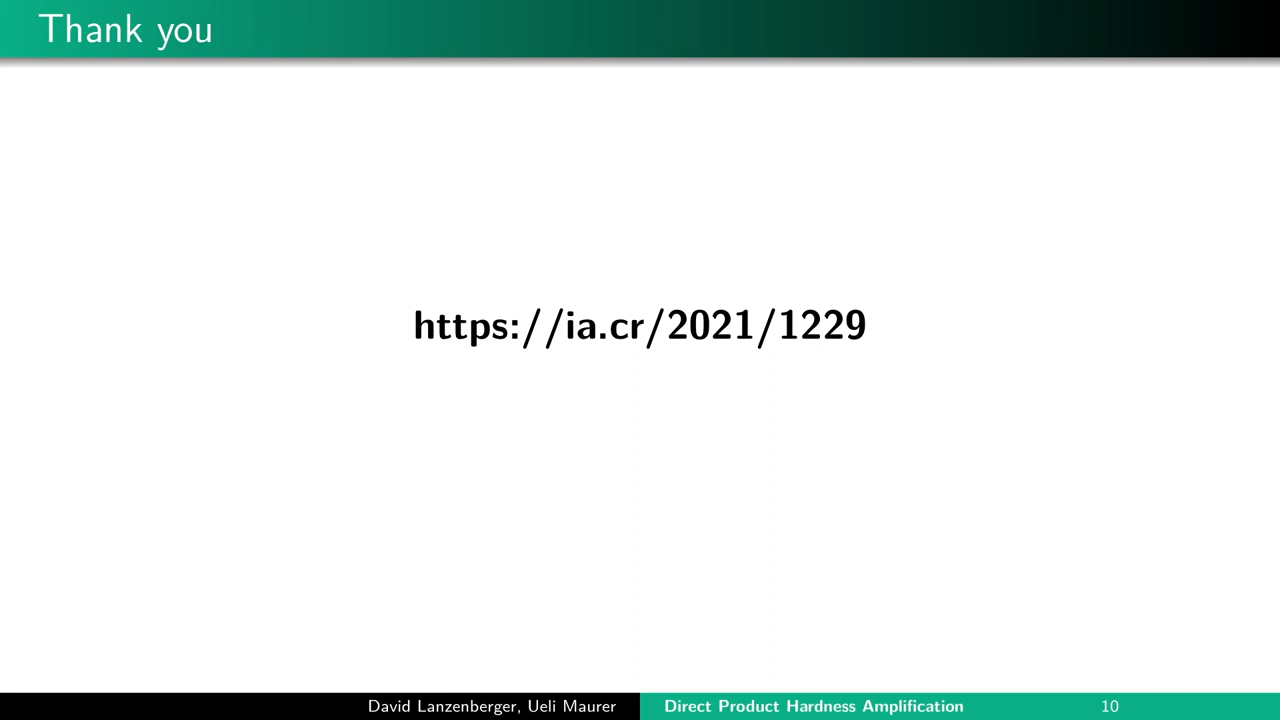 Thank you
https://ia.cr/2021/1229
David Lanzenberger, Ueli Maurer
Direct Product Hardness Amplification
10